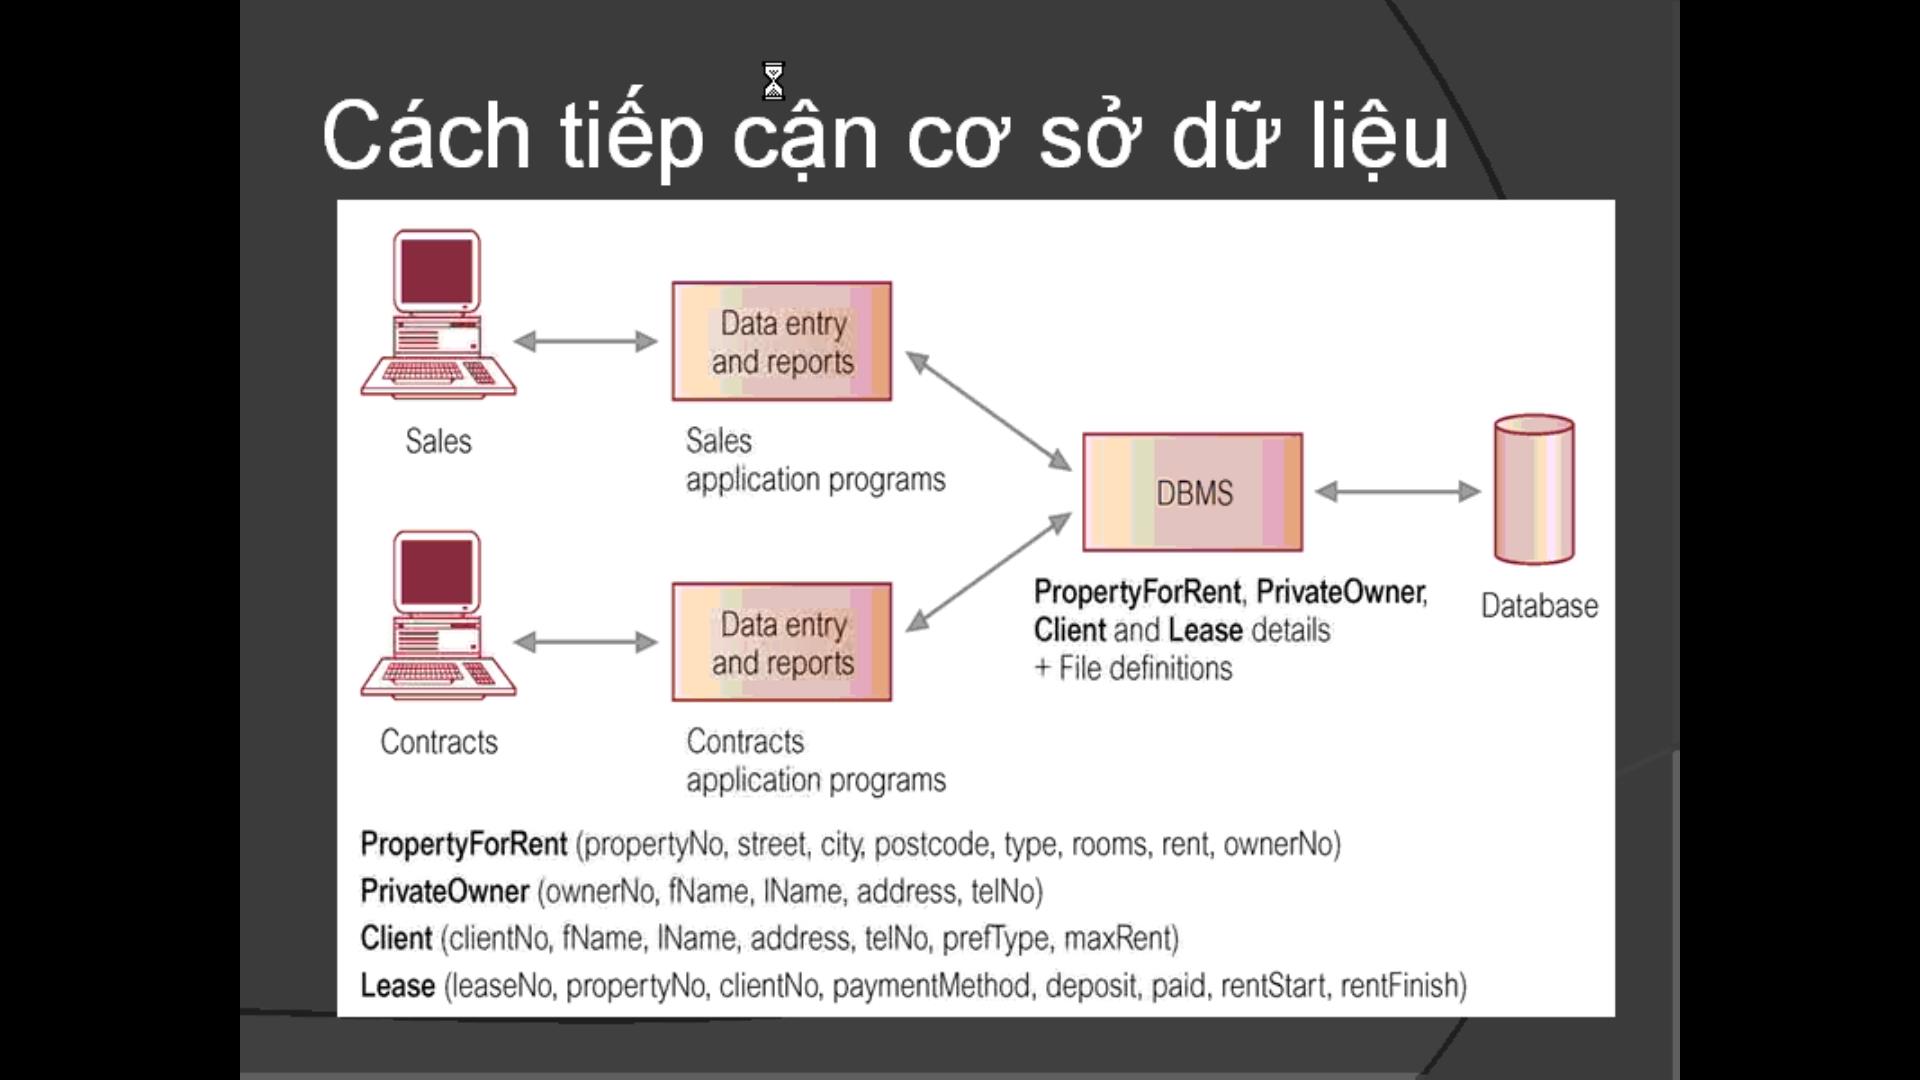 Cách tiếp cận cơ sở dữ liệu
Data entry
and reports
Sales
Sales
application programs
DBMS
PropertyForRent, PrivateOwner,
Client and Lease details
+ File definitions
Database
Data entry
and reports
Contracts
Contracts
application programs
PropertyForRent (propertyNo, street, city, postcode, type, rooms, rent, ownerNo)
PrivateOwner (ownerNo, fName, lName, address, telNo)
Client (clientNo, fName, lName, address, telNo, prefType, maxRent)
Lease (leaseNo, propertyNo, clientNo, paymentMethod, deposit, paid, rentStart, rentFinish)